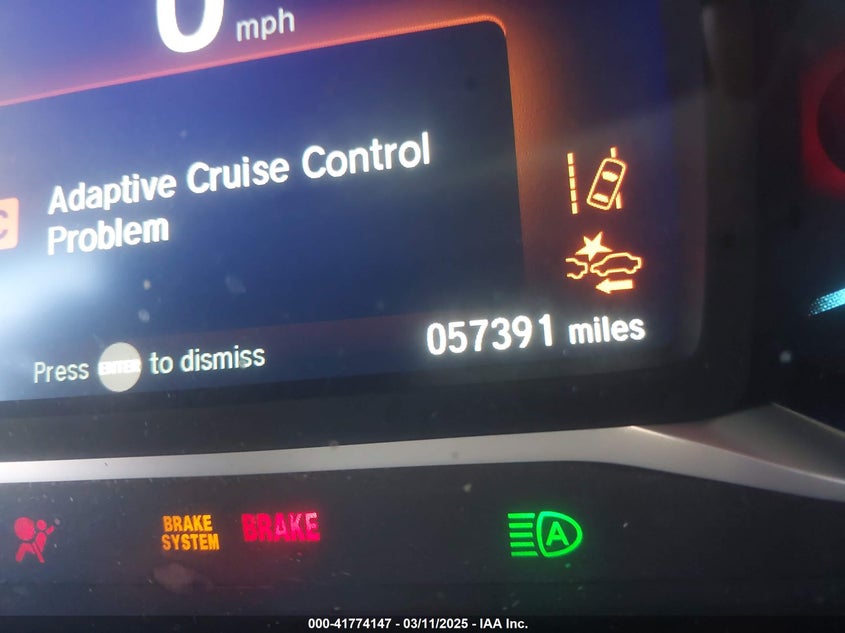 0 mph
Adaptive Cruise Control
Problem
Press ENTER to dismiss
057391 miles
BRAKE
SYSTEM
BRAKE
A
000-41774147 - 03/11/2025 - IAA Inc.